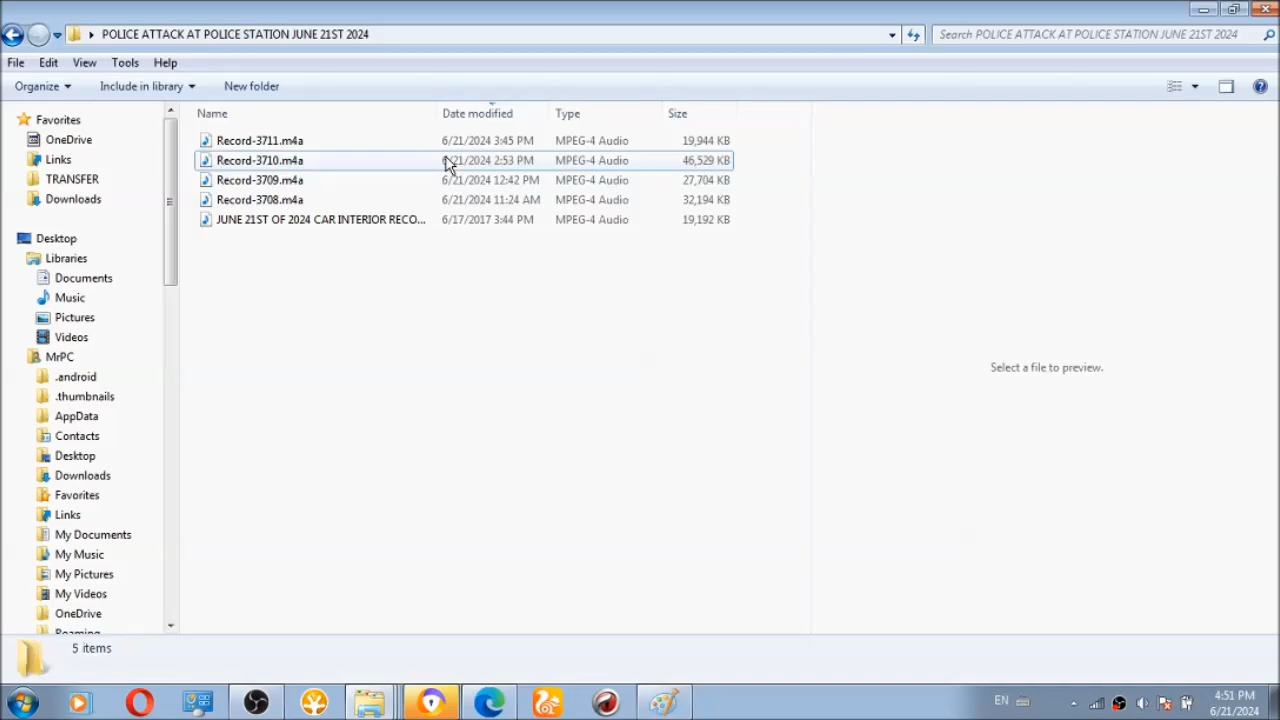 POLICE ATTACK AT POLICE STATION JUNE 21ST 2024
Search POLICE ATTACK AT POLICE STATION JUNE 21ST 2024
File Edit View Tools Help
Organize Include in library New folder
Name Date modified Type Size
Record-3711.m4a 6/21/2024 3:45 PM MPEG-4 Audio 19,944 KB
Record-3710.m4a 6/21/2024 2:53 PM MPEG-4 Audio 46,529 KB
Record-3709.m4a 6/21/2024 12:42 PM MPEG-4 Audio 27,704 KB
Record-3708.m4a 6/21/2024 11:24 AM MPEG-4 Audio 32,194 KB
JUNE 21ST OF 2024 CAR INTERIOR RECO... 6/17/2017 3:44 PM MPEG-4 Audio 19,192 KB
Favorites
OneDrive
Links
TRANSFER
Downloads
Desktop
Libraries
Documents
Music
Pictures
Videos
MrPC
.android
.thumbnails
AppData
Contacts
Desktop
Downloads
Favorites
Links
My Documents
My Music
My Pictures
My Videos
OneDrive
Roaming
Select a file to preview.
5 items
EN
4:51 PM
6/21/2024